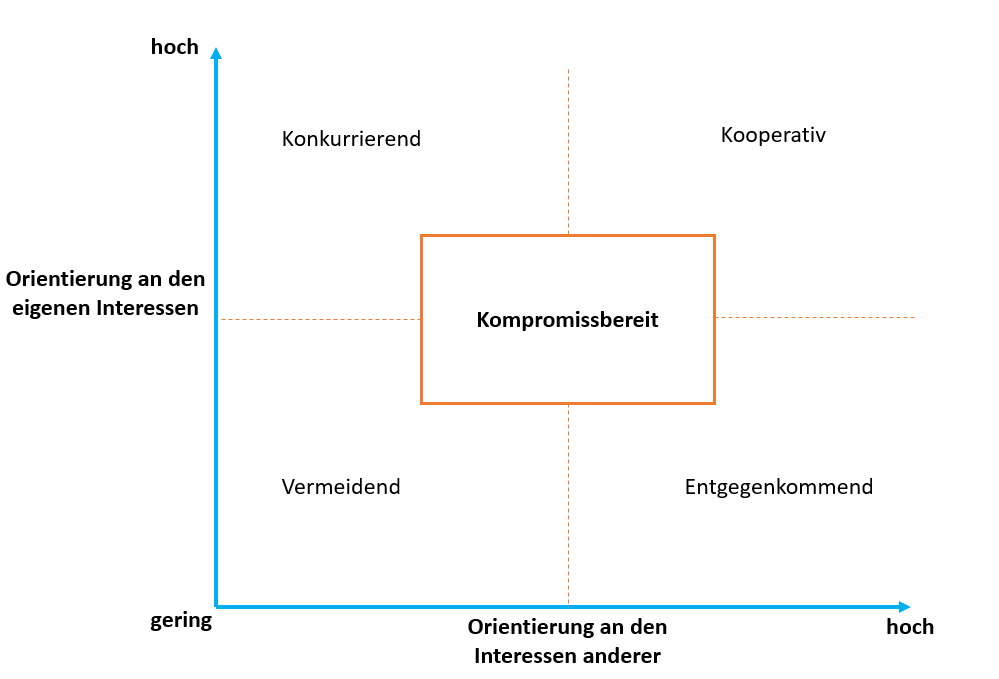 hoch
Konkurrierend
Kooperativ
Orientierung an den
eigenen Interessen
Kompromissbereit
Vermeidend
Entgegenkommend
gering
Orientierung an den
Interessen anderer
hoch